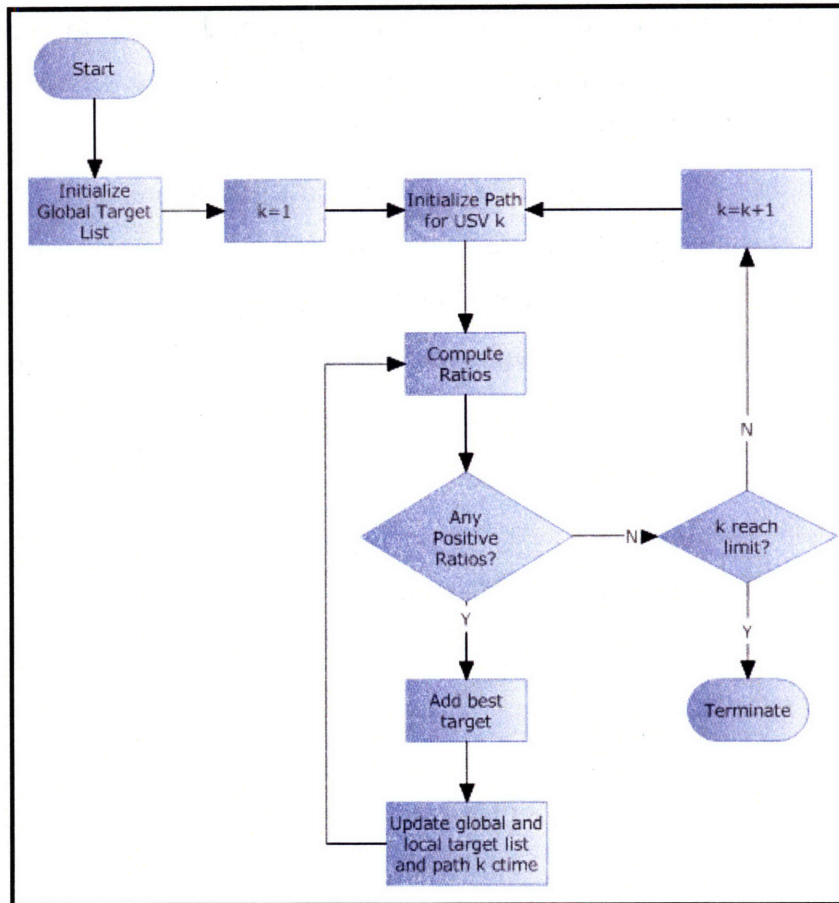 Start
Initialize
Global Target
List
k=1
Initialize Path
for USV k
k=k+1
Compute
Ratios
N
Any
Positive
Ratios?
N
k reach
limit?
Y
Y
Add best
target
Terminate
Update global and
local target list
and path k ctime